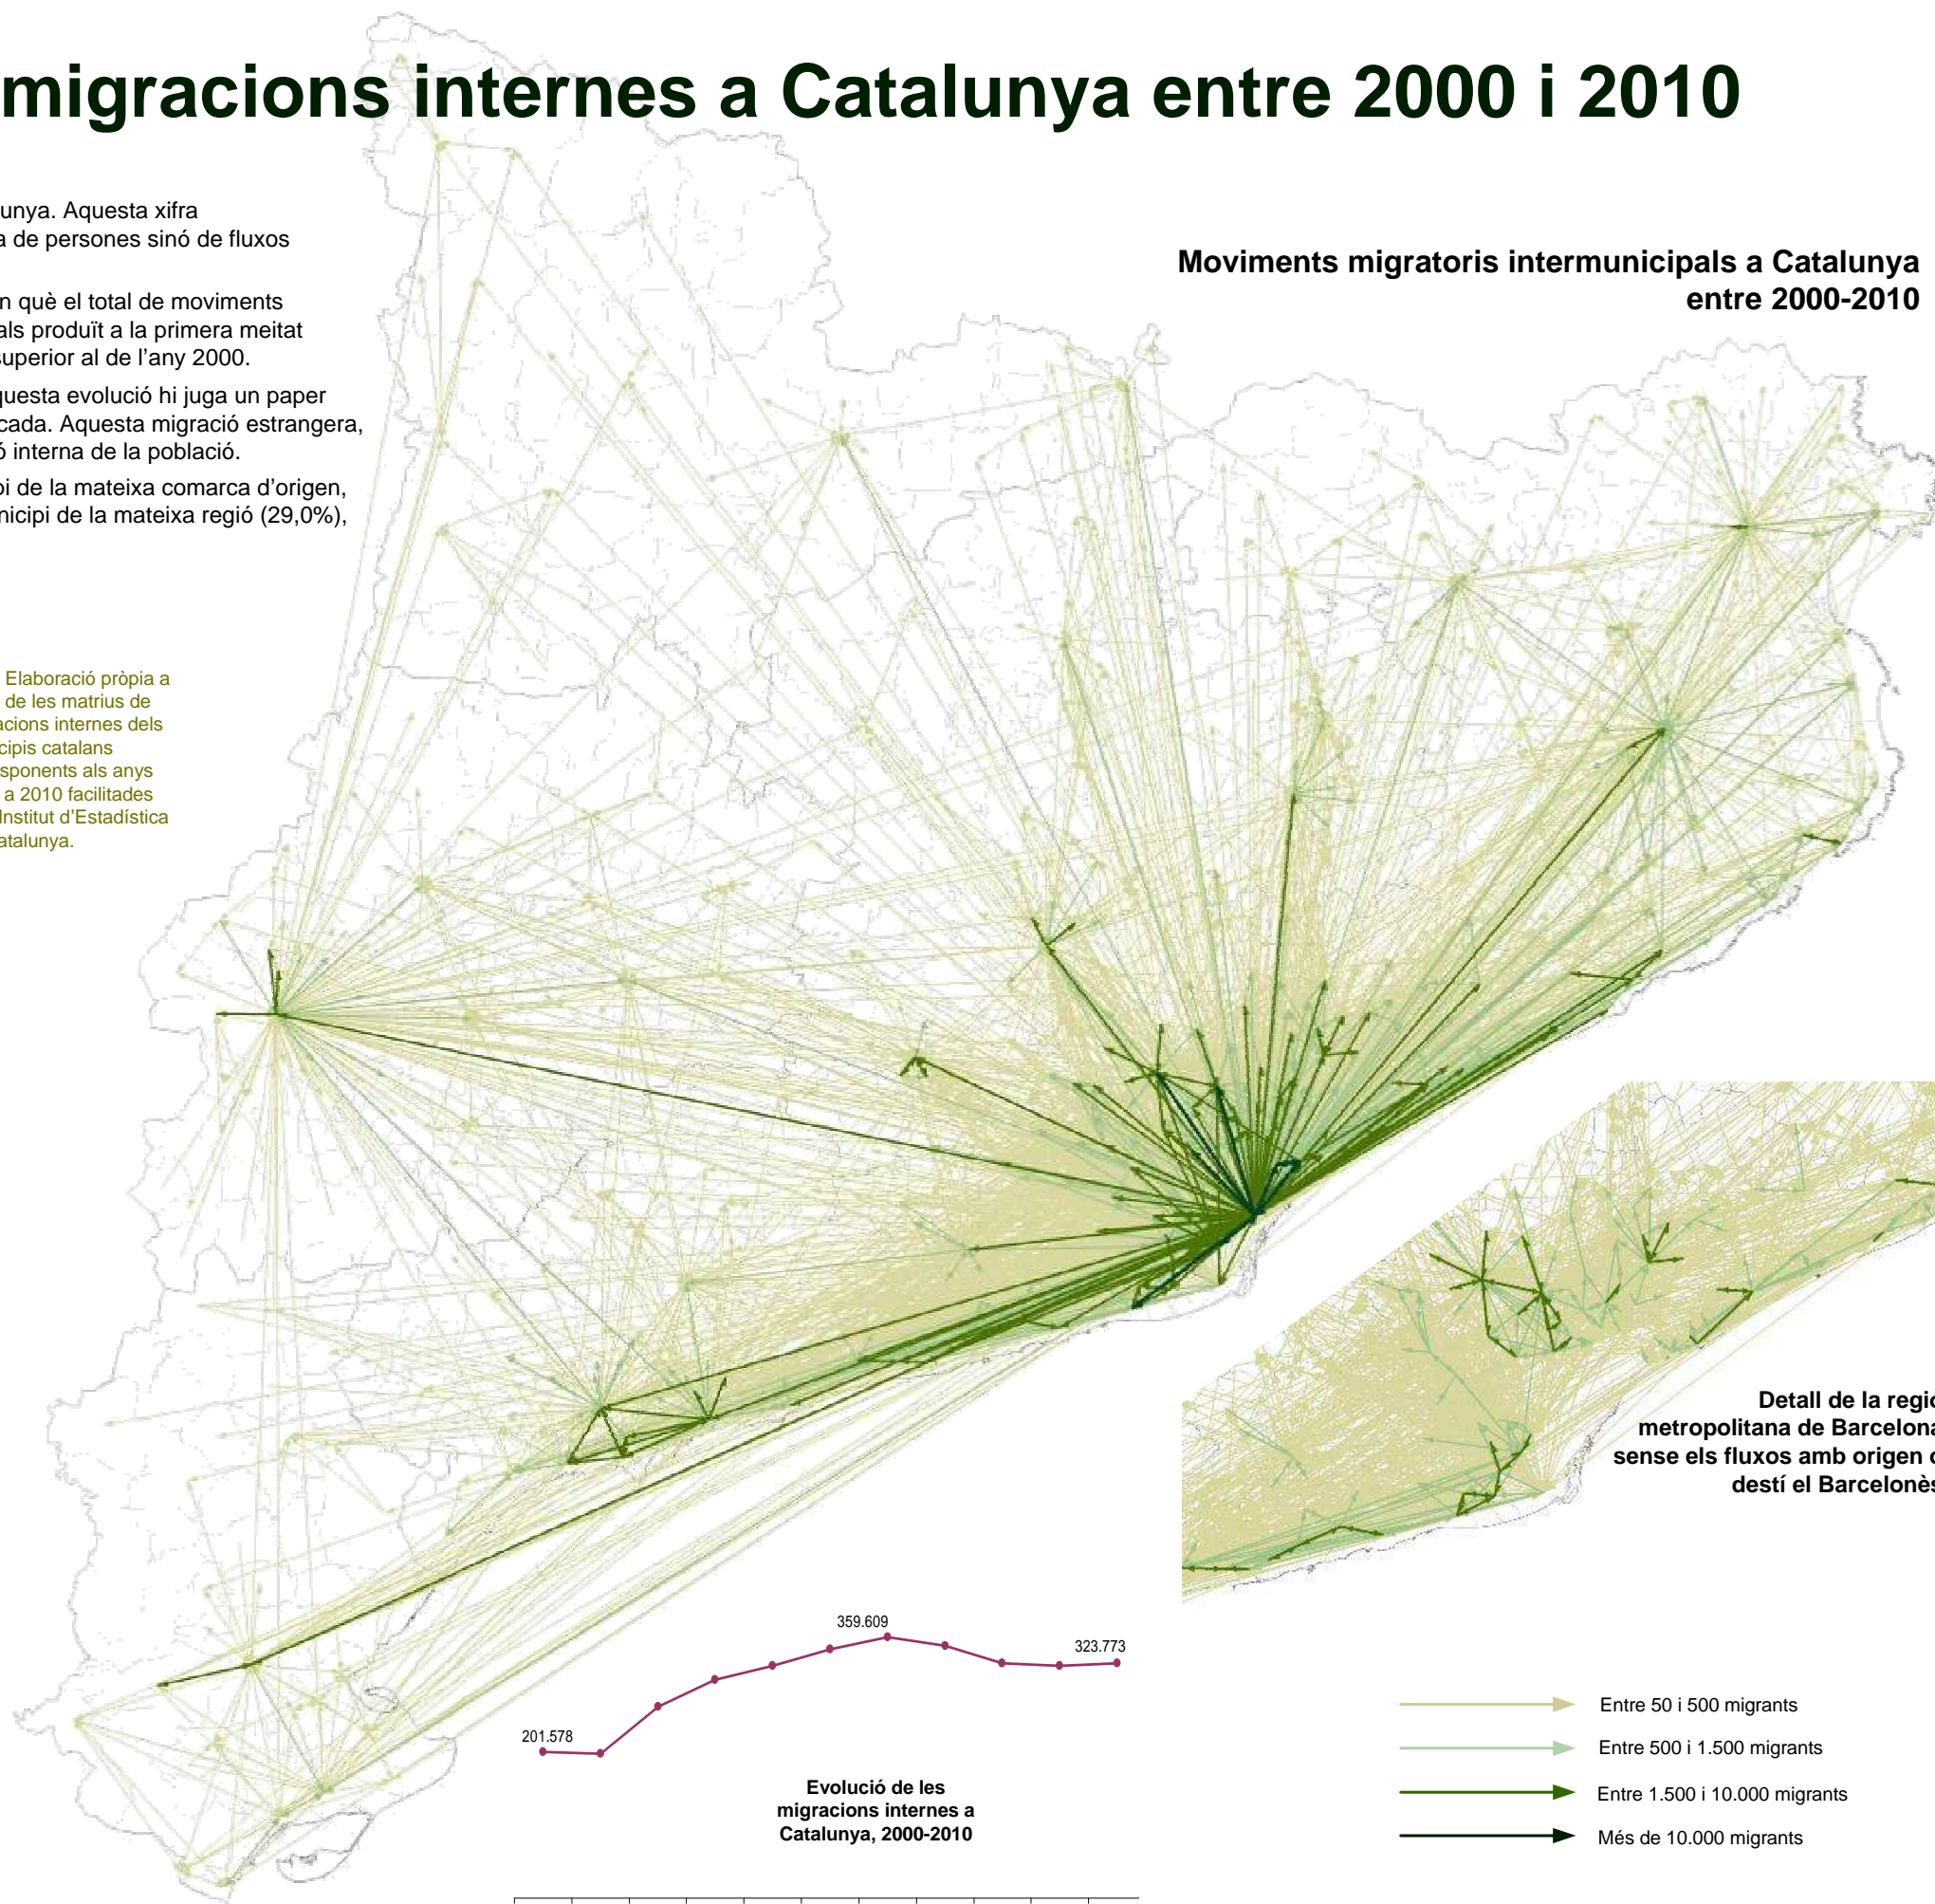 migracions internes a Catalunya entre 2000 i 2010
unya. Aquesta xifra
a de persones sinó de fluxos
n què el total de moviments
als produït a la primera meitat
superior al de l’any 2000.
questa evolució hi juga un paper
cada. Aquesta migració estrangera,
ó interna de la població.
oi de la mateixa comarca d’origen,
nicipi de la mateixa regió (29,0%),
Moviments migratoris intermunicipals a Catalunya
entre 2000-2010
Elaboració pròpia a
de les matrius de
acions internes dels
cipis catalans
sponents als anys
a 2010 facilitades
Institut d’Estadística
atalunya.
Detall de la regió
metropolitana de Barcelona
sense els fluxos amb origen o
destí el Barcelonès
359.609
323.773
201.578
Evolució de les
migracions internes a
Catalunya, 2000-2010
Entre 50 i 500 migrants
Entre 500 i 1.500 migrants
Entre 1.500 i 10.000 migrants
Més de 10.000 migrants